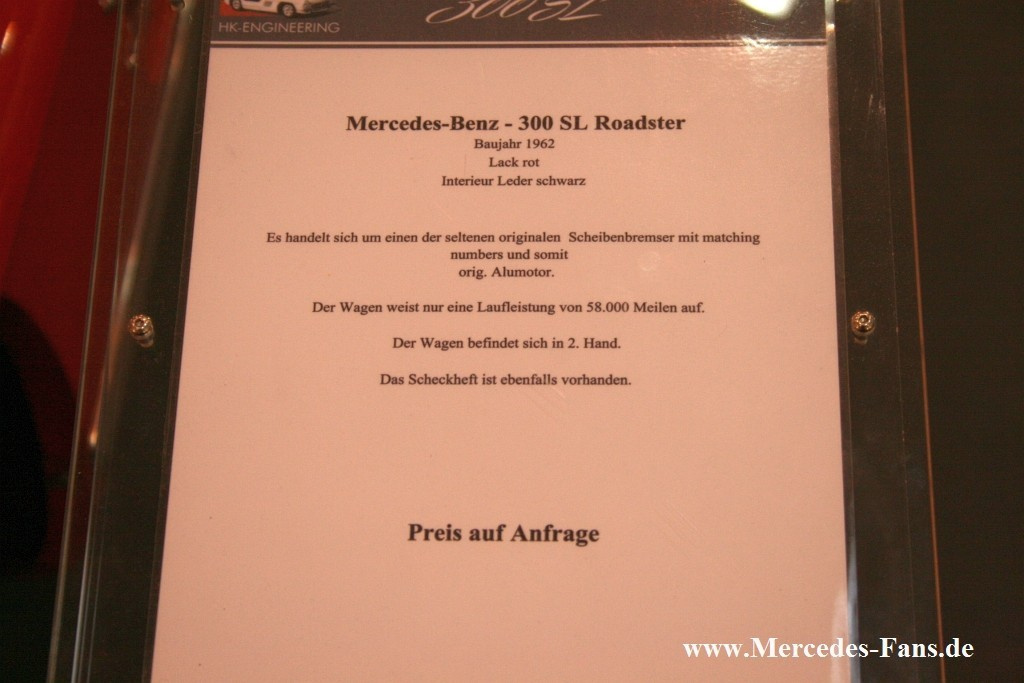 300 SL
HK-ENGINEERING
Mercedes-Benz - 300 SL Roadster
Baujahr 1962
Lack rot
Interieur Leder schwarz
Es handelt sich um einen der seltenen originalen Scheibenbremser mit matching
numbers und somit
orig. Alumotor.
Der Wagen weist nur eine Laufleistung von 58.000 Meilen auf.
Der Wagen befindet sich in 2. Hand.
Das Scheckheft ist ebenfalls vorhanden.
Preis auf Anfrage
www.Mercedes-Fans.de